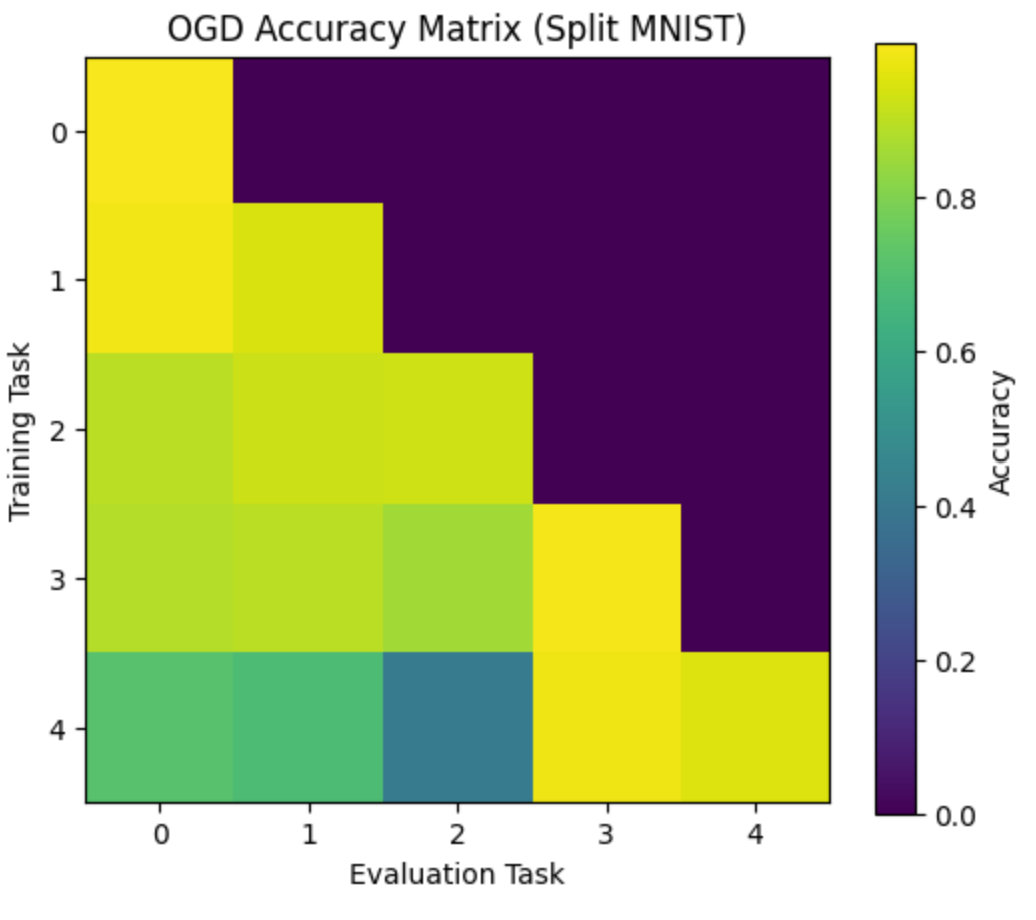 OGD Accuracy Matrix (Split MNIST)
0
1
2
3
4
Training Task
0 1 2 3 4
Evaluation Task
0.8
0.6
0.4
0.2
0.0
Accuracy